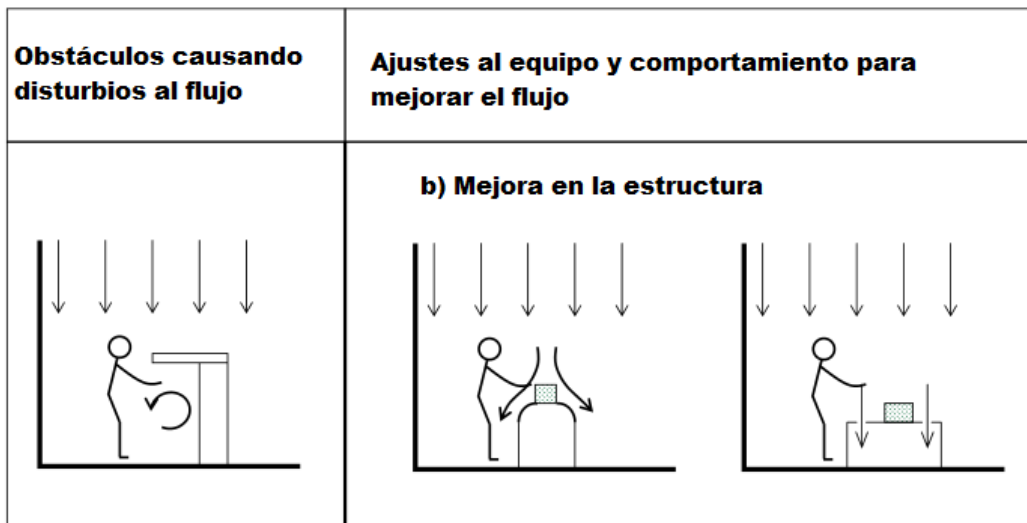 Obstáculos causando
disturbios al flujo
Ajustes al equipo y comportamiento para
mejorar el flujo
b) Mejora en la estructura